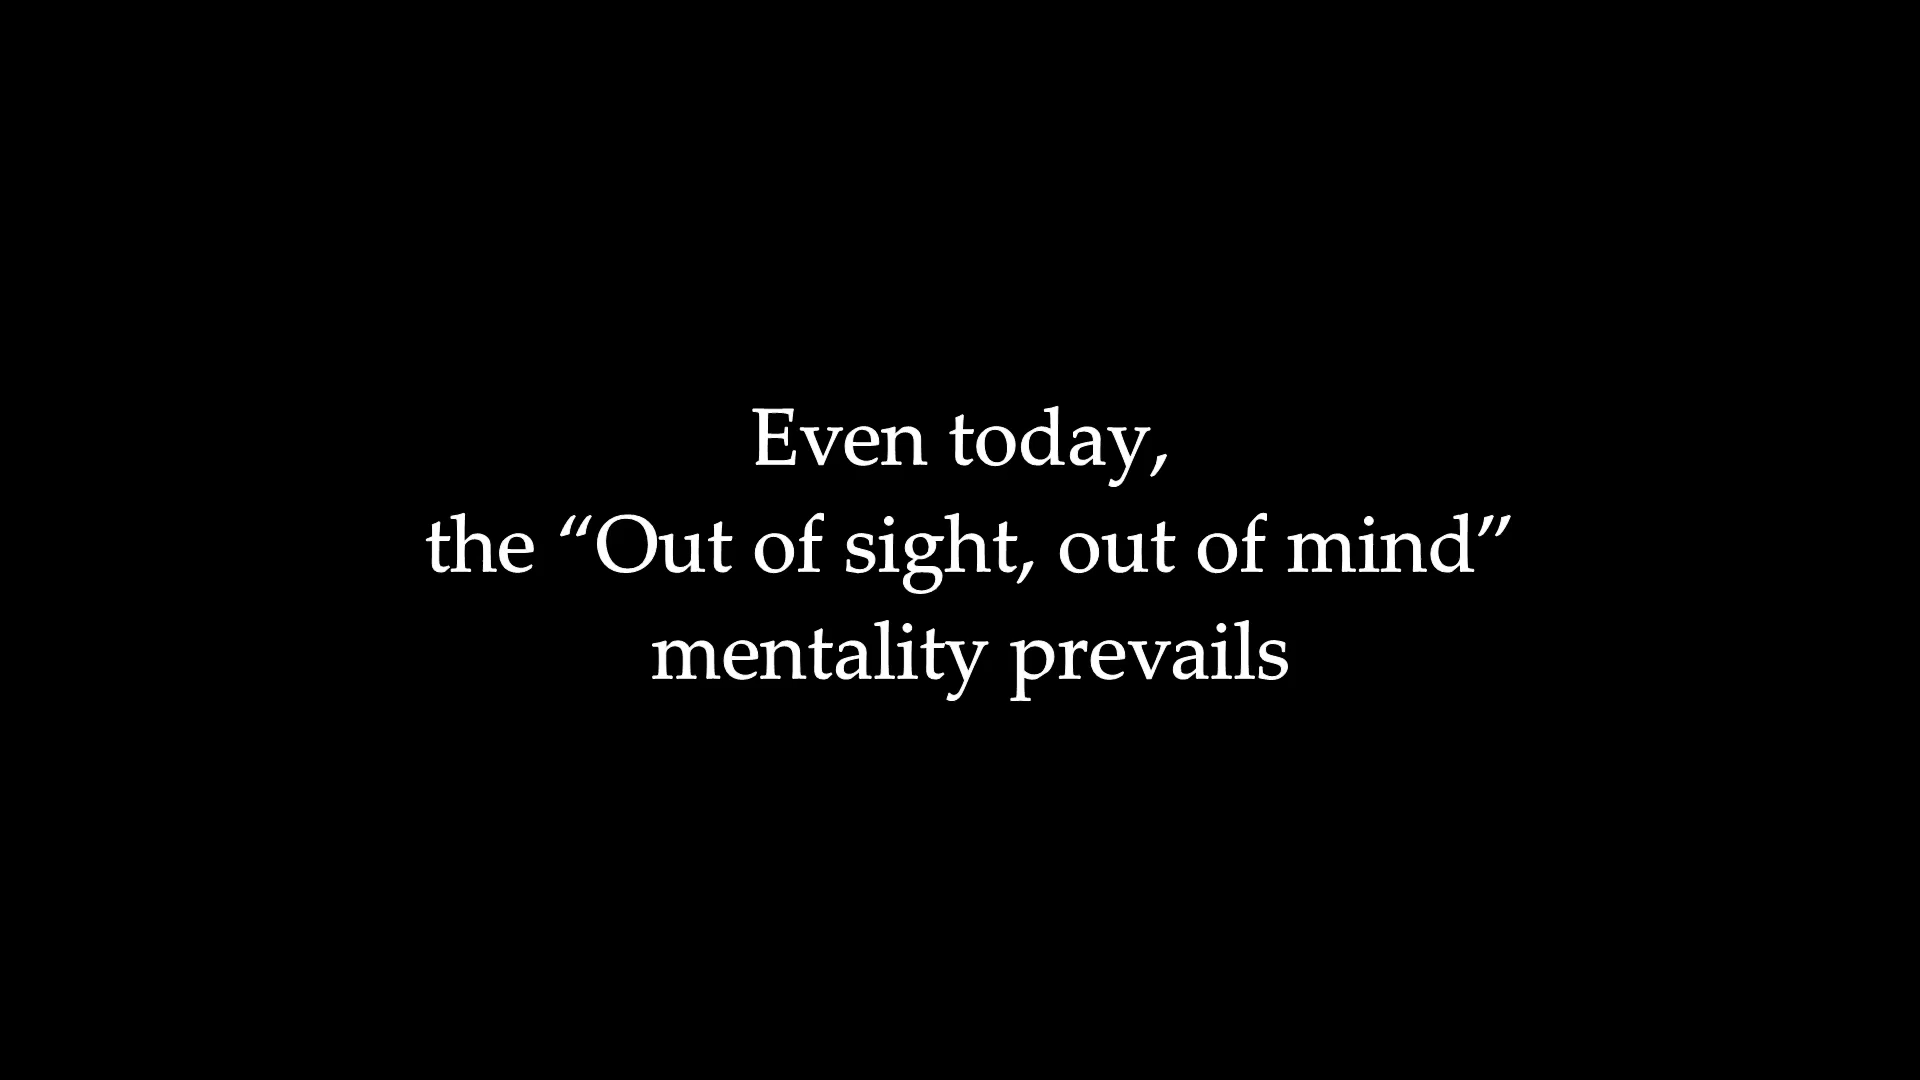 Even today,
the “Out of sight, out of mind”
mentality prevails